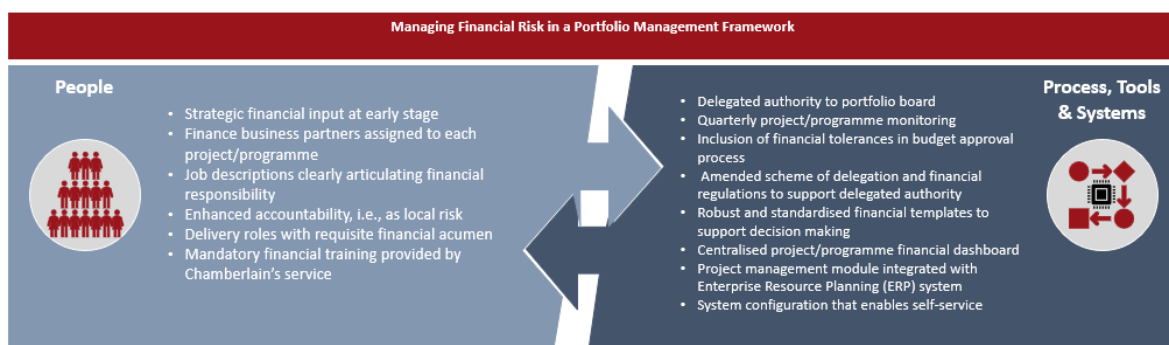 Managing Financial Risk in a Portfolio Management Framework
People
• Strategic financial input at early stage
• Finance business partners assigned to each
project/programme
• Job descriptions clearly articulating financial
responsibility
• Enhanced accountability, i.e., as local risk
• Delivery roles with requisite financial acumen
• Mandatory financial training provided by
Chamberlain's service
Process, Tools
& Systems
• Delegated authority to portfolio board
• Quarterly project/programme monitoring
• Inclusion of financial tolerances in budget approval
process
• Amended scheme of delegation and financial
regulations to support delegated authority
• Robust and standardised financial templates to
support decision making
• Centralised project/programme financial dashboard
• Project management module integrated with
Enterprise Resource Planning (ERP) system
• System configuration that enables self-service